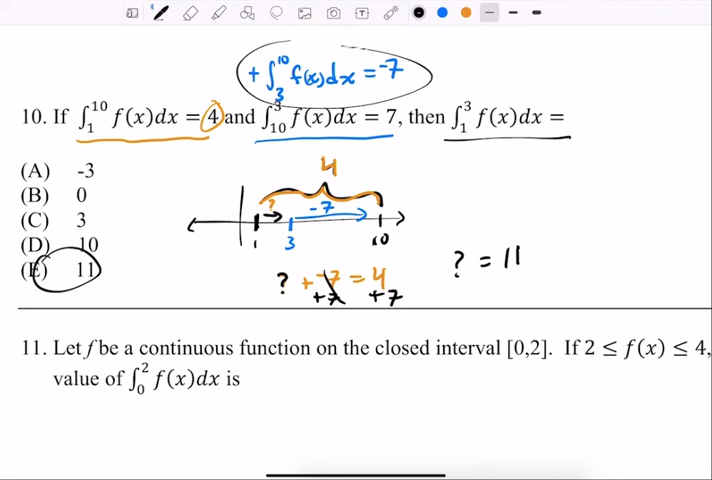 +∫₃¹⁰ f(x)dx = -7
10. If ∫₁¹⁰ f(x)dx = 4 and ∫₁₀³ f(x)dx = 7, then ∫₁³ f(x)dx =
(A) -3
(B) 0
(C) 3
(D) 10
(E) 11
4
? -7
1 3 10
? + -7 = 4
+7 +7
? = 11
11. Let f be a continuous function on the closed interval [0,2]. If 2 ≤ f(x) ≤ 4,
value of ∫₀² f(x)dx is